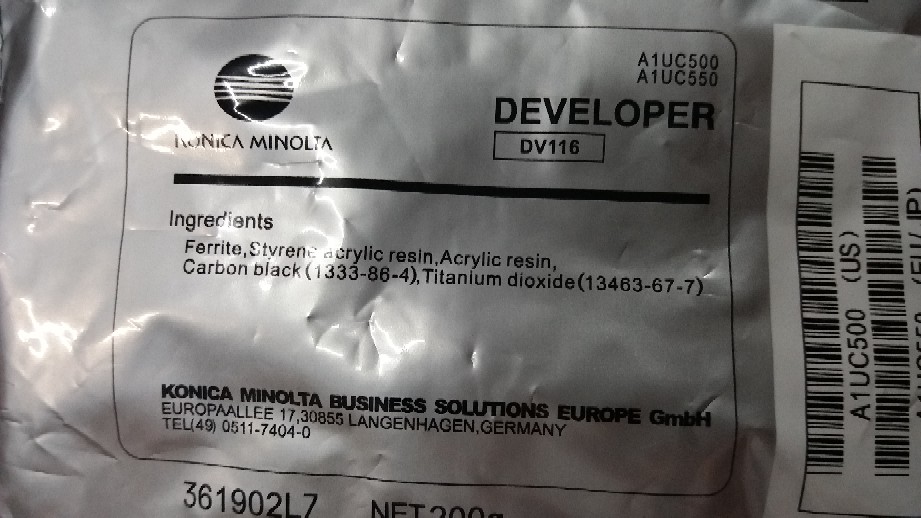 A1UC500
A1UC550
KONICA MINOLTA
DEVELOPER
DV116
Ingredients
Ferrite,Styrene acrylic resin,Acrylic resin,
Carbon black(1333-86-4),Titanium dioxide(13463-67-7)
KONICA MINOLTA BUSINESS SOLUTIONS EUROPE GmbH
EUROPAALLEE 17,30855 LANGENHAGEN,GERMANY
TEL(49) 0511-7404-0
361902L7 NET200g
A1UC500 (US)